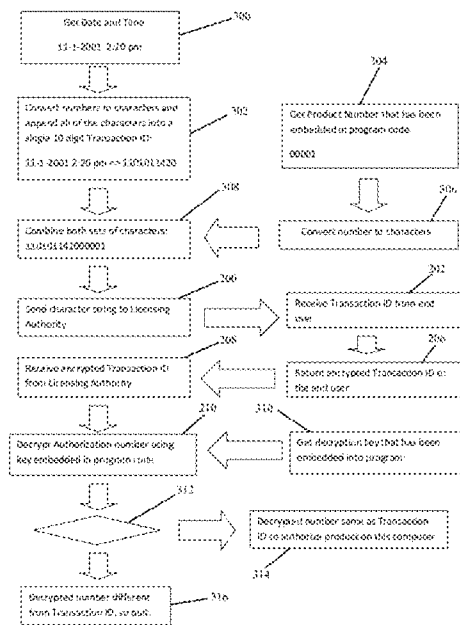 Get Date and Time
11-1-2001 2:20 pm
300
Convert numbers to characters and
append all of the characters into a
single 10 digit Transaction ID:
11-1-2001 2:20 pm =>
302
304
Get Product Number that has been
embedded in program code.
00001
306
Convert number to characters
308
Combine both sets of characters:
200
Send character string to Licensing
Authority
202
Receive Transaction ID from end
user
206
Return encrypted Transaction ID to
the end user
208
Receive encrypted Transaction ID
from Licensing Authority
210
Decrypt Authorization number using
key embedded in program code
310
Get decryption key that has been
embedded into program
312
Decrypted number same as Transaction
ID so authorize product on this computer
314
Decrypted number different
from Transaction ID, so quit.
316